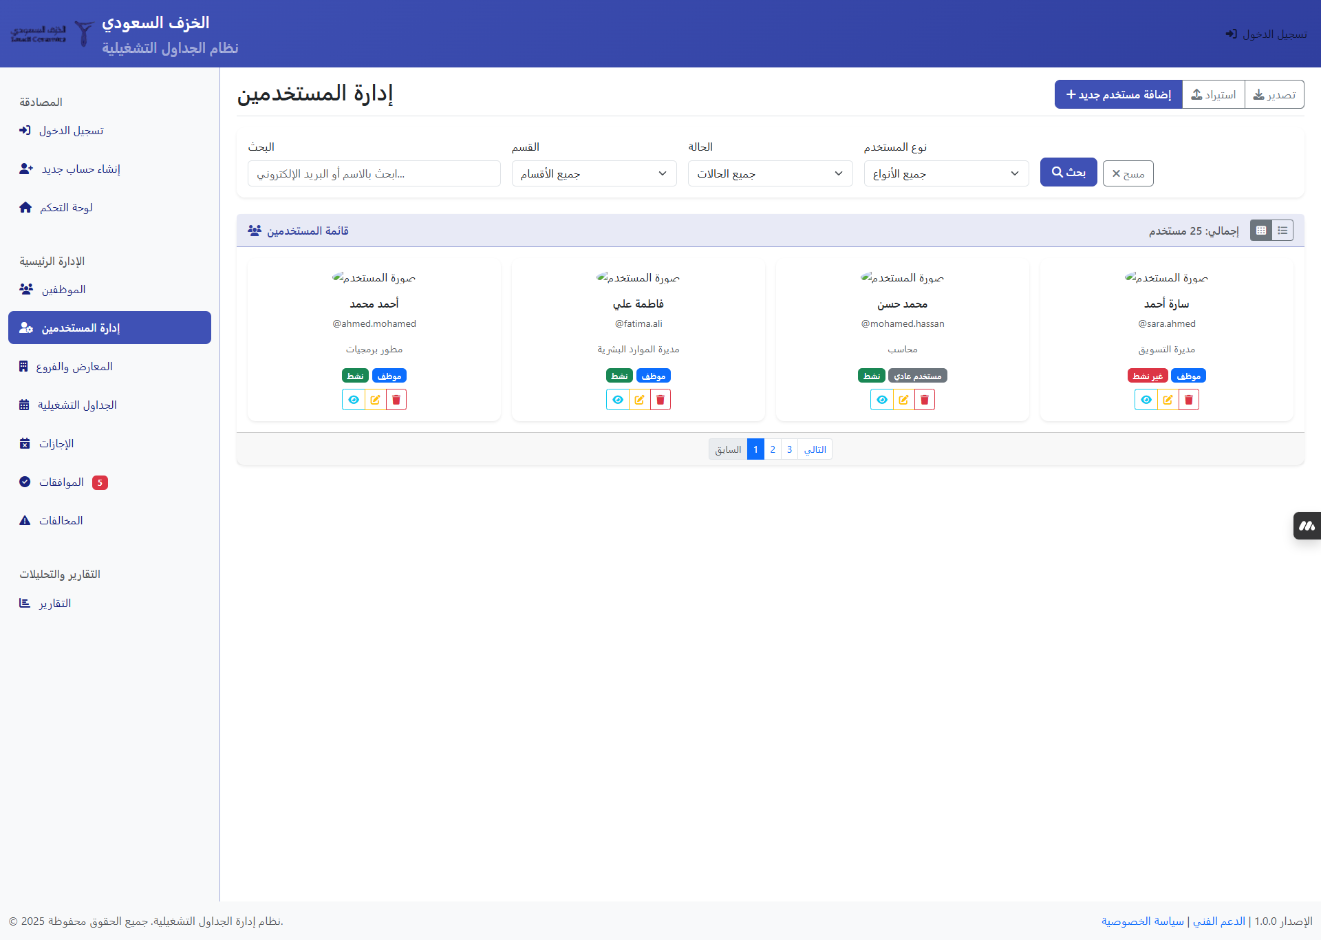 الخزف السعودي
Saudi Ceramics
الخزف السعودي
نظام الجداول التشغيلية
تسجيل الدخول
المصادقة
تسجيل الدخول
إنشاء حساب جديد
لوحة التحكم
الإدارة الرئيسية
الموظفين
إدارة المستخدمين
المعارض والفروع
الجداول التشغيلية
الإجازات
الموافقات 5
المخالفات
التقارير والتحليلات
التقارير
إدارة المستخدمين
إضافة مستخدم جديد
استيراد
تصدير
البحث
القسم
الحالة
نوع المستخدم
ابحث بالاسم أو البريد الإلكتروني...
جميع الأقسام
جميع الحالات
جميع الأنواع
بحث
مسح
قائمة المستخدمين
إجمالي: 25 مستخدم
صورة المستخدم
أحمد محمد
@ahmed.mohamed
مطور برمجيات
نشط موظف
صورة المستخدم
فاطمة علي
@fatima.ali
مديرة الموارد البشرية
نشط موظف
صورة المستخدم
محمد حسن
@mohamed.hassan
محاسب
نشط مستخدم عادي
صورة المستخدم
سارة أحمد
@sara.ahmed
مديرة التسويق
غير نشط موظف
السابق 1 2 3 التالي
© 2025 نظام إدارة الجداول التشغيلية. جميع الحقوق محفوظة.
الإصدار 1.0.0 | الدعم الفني | سياسة الخصوصية